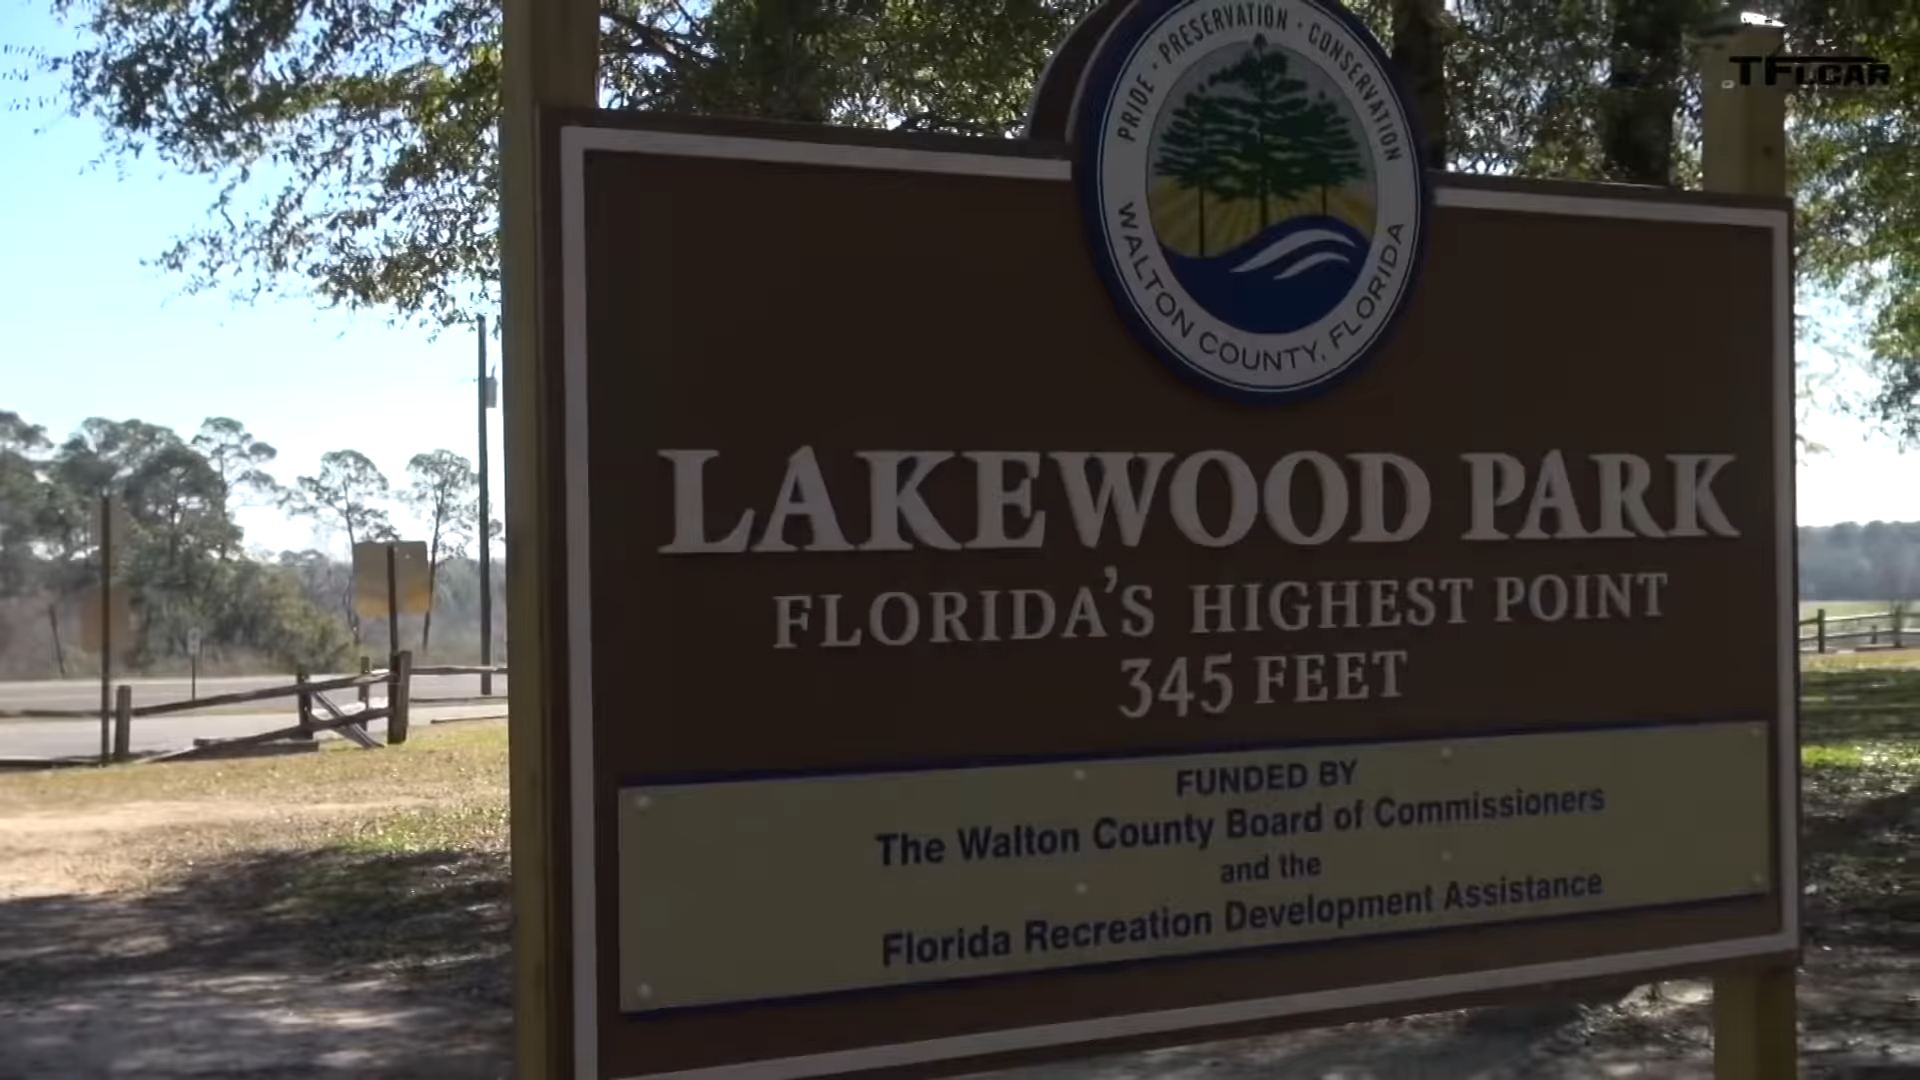 TFLCAR
PRIDE · PRESERVATION · CONSERVATION
WALTON COUNTY, FLORIDA
LAKEWOOD PARK
FLORIDA'S HIGHEST POINT
345 FEET
FUNDED BY
The Walton County Board of Commissioners
and the
Florida Recreation Development Assistance